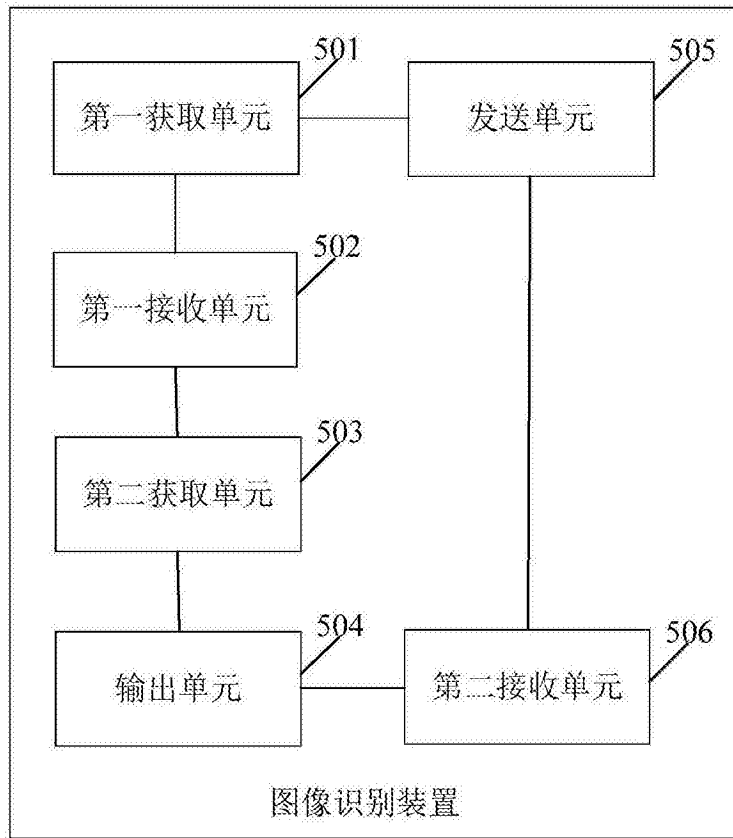 501
505
第一获取单元
发送单元
502
第一接收单元
503
第二获取单元
504
506
输出单元
第二接收单元
图像识别装置